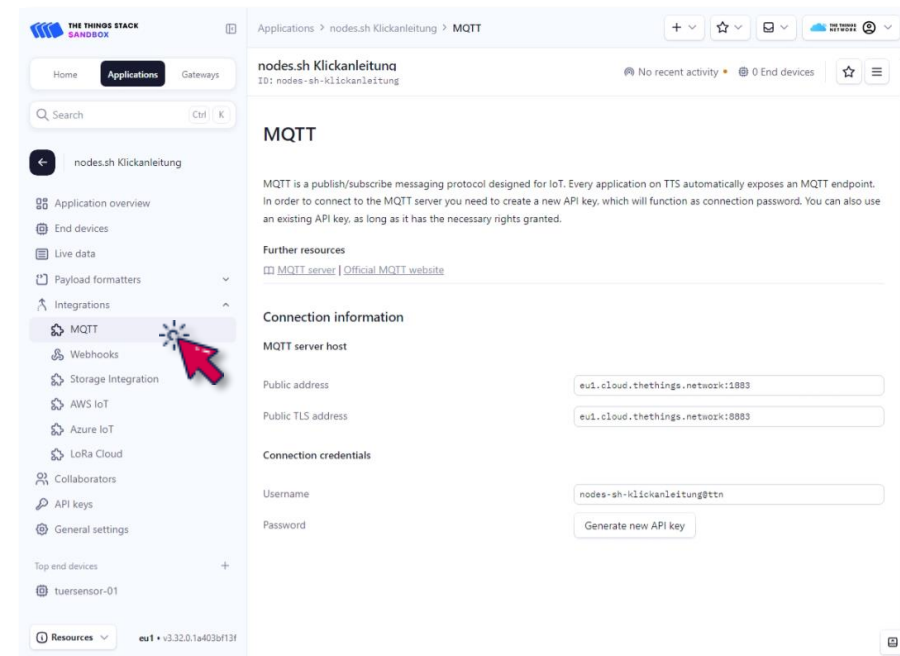 THE THINGS STACK
SANDBOX
Home Applications Gateways
Search Ctrl K
nodes.sh Klickanleitung
Application overview
End devices
Live data
Payload formatters
Integrations
MQTT
Webhooks
Storage Integration
AWS IoT
Azure IoT
LoRa Cloud
Collaborators
API keys
General settings
Top end devices +
tuersensor-01
Resources eu1 • v3.32.0.1a403bf13f
Applications > nodes.sh Klickanleitung > MQTT
THE THINGS
NETWORK
nodes.sh Klickanleitung
ID: nodes-sh-klickanleitung
No recent activity • 0 End devices
MQTT
MQTT is a publish/subscribe messaging protocol designed for IoT. Every application on TTS automatically exposes an MQTT endpoint.
In order to connect to the MQTT server you need to create a new API key, which will function as connection password. You can also use
an existing API key, as long as it has the necessary rights granted.
Further resources
MQTT server | Official MQTT website
Connection information
MQTT server host
Public address eu1.cloud.thethings.network:1883
Public TLS address eu1.cloud.thethings.network:8883
Connection credentials
Username nodes-sh-klickanleitung@ttn
Password Generate new API key